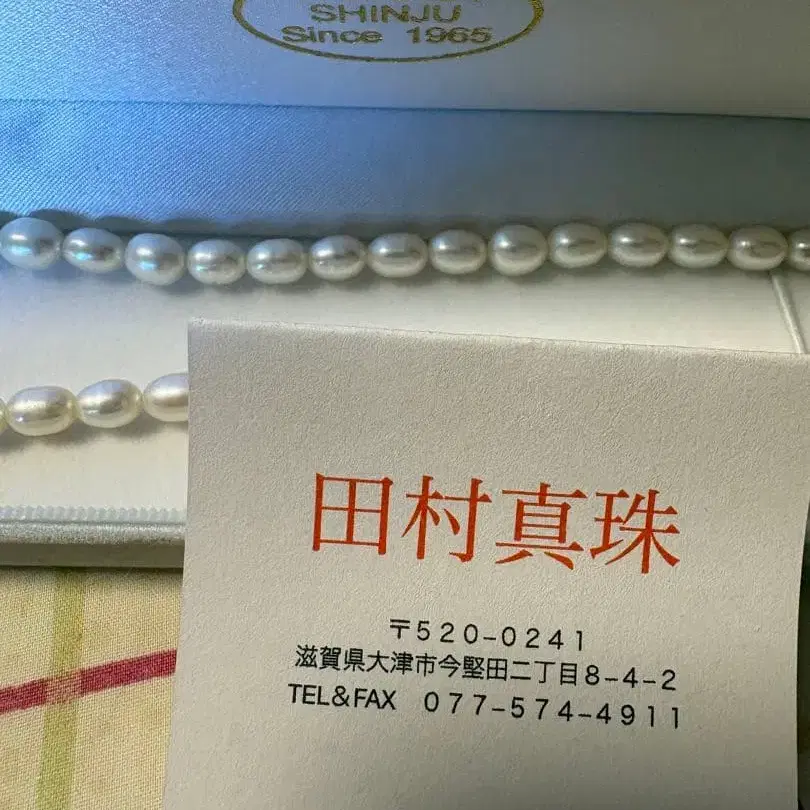 SHINJU
Since 1965
田村真珠
〒520-0241
滋賀県大津市今堅田二丁目8-4-2
TEL&FAX 077-574-4911